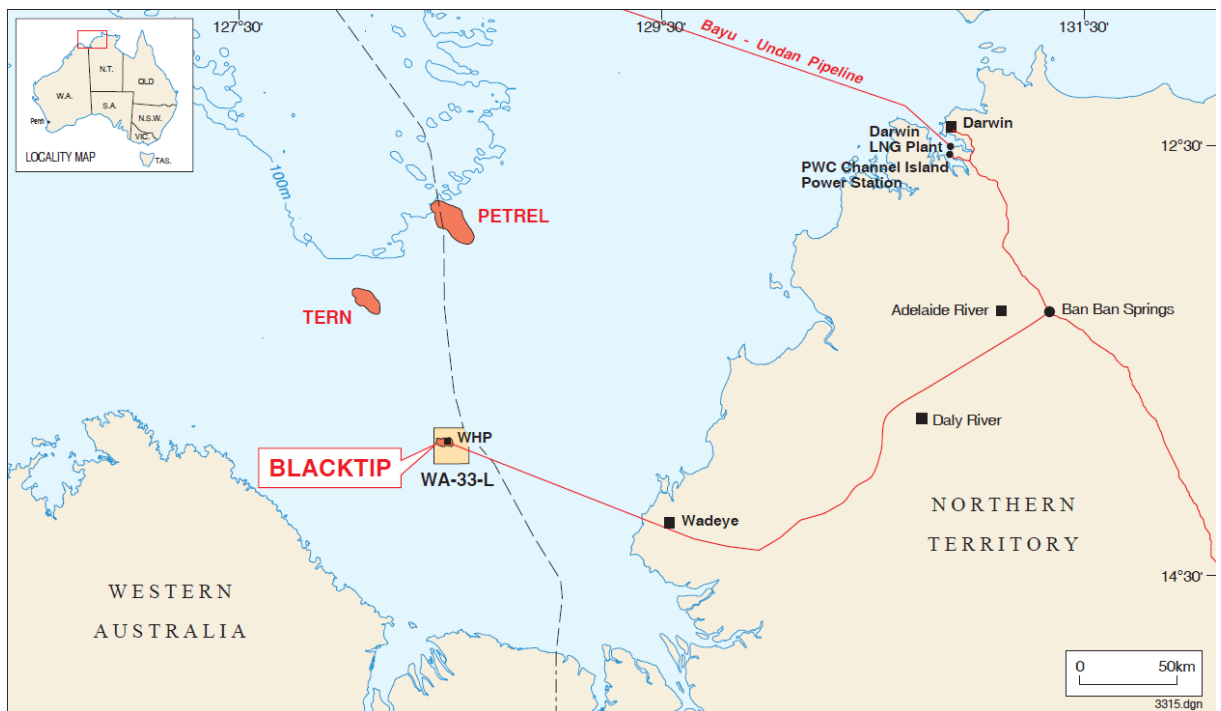 127°30'
129°30'
131°30'
N.T.
QLD
W.A.
S.A.
N.S.W.
VIC.
Perth
TAS.
LOCALITY MAP
100m
Bayu - Undan Pipeline
Darwin
Darwin
LNG Plant
PWC Channel Island
Power Station
12°30'
PETREL
TERN
Adelaide River
Ban Ban Springs
Daly River
WHP
BLACKTIP
WA-33-L
Wadeye
NORTHERN
TERRITORY
14°30'
WESTERN
AUSTRALIA
0 50km
3315.dgn